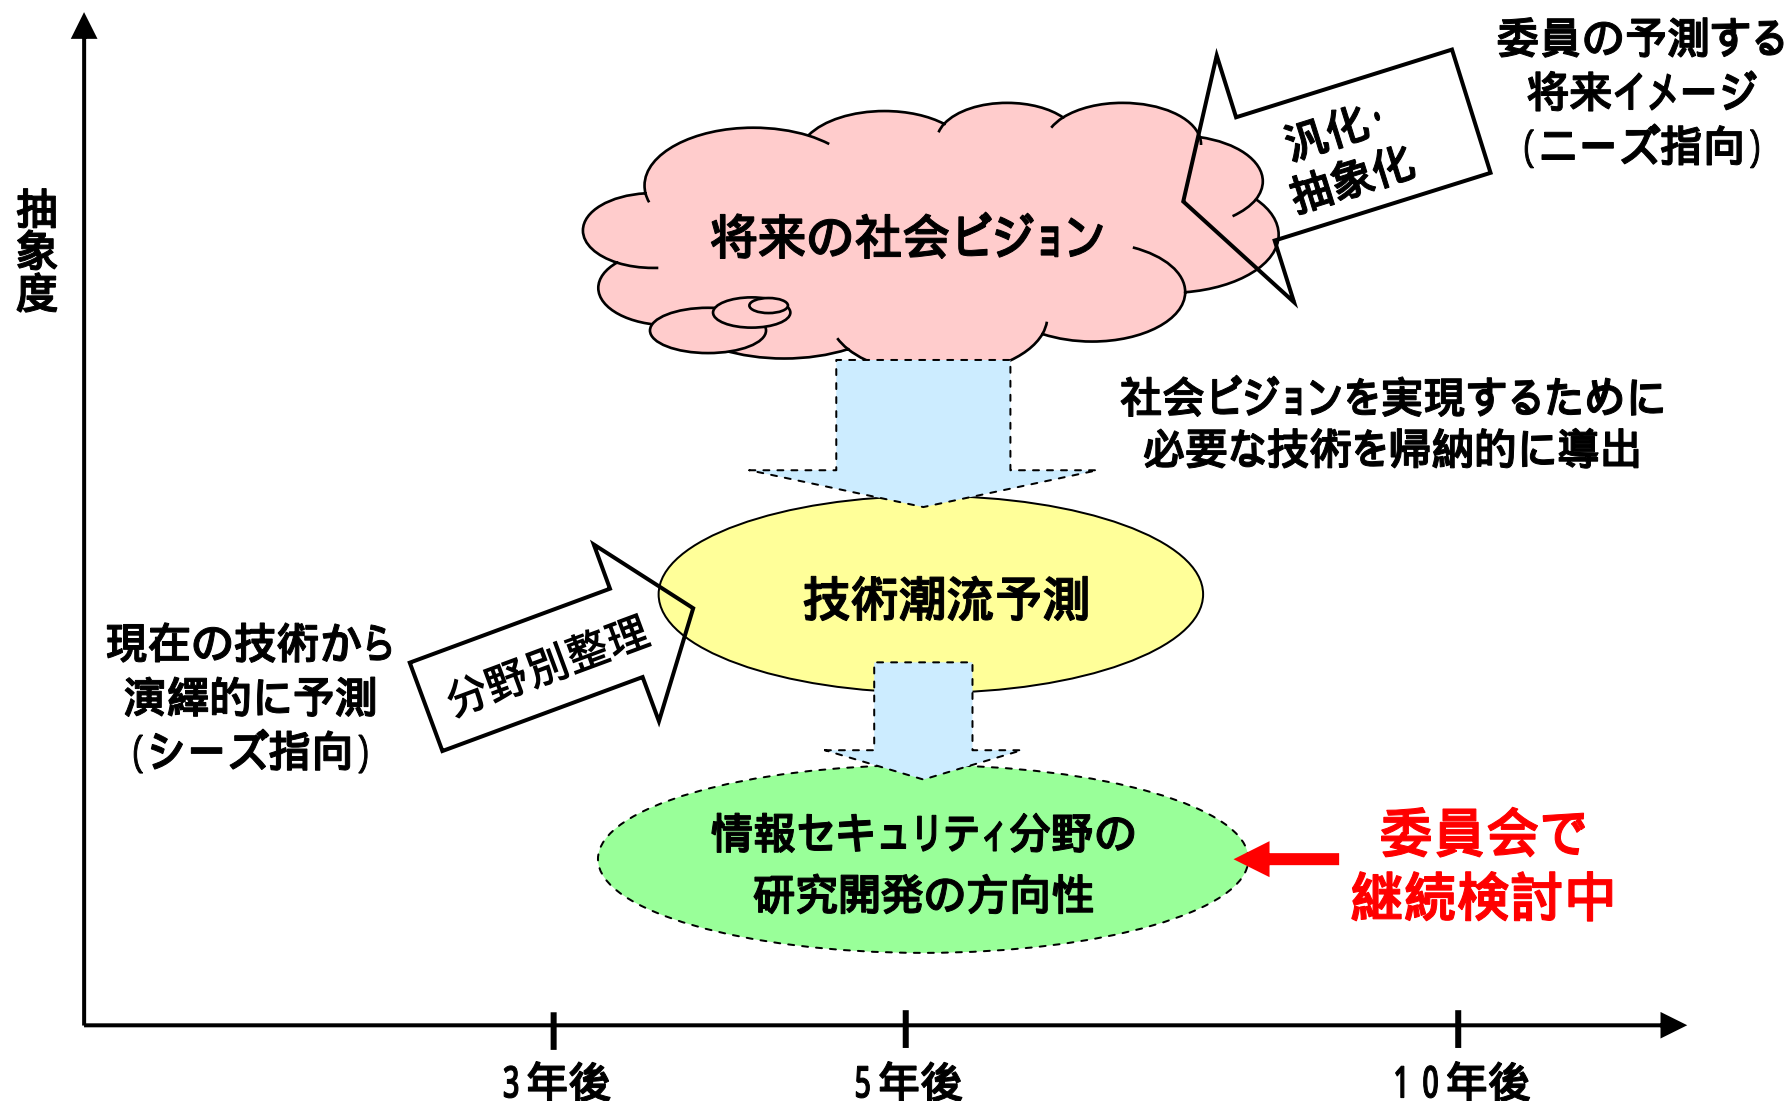 委員の予測する
将来イメージ
(ニーズ指向)
汎化・
抽象化
抽象度
将来の社会ビジョン
社会ビジョンを実現するために
必要な技術を帰納的に導出
技術潮流予測
現在の技術から
演繹的に予測
(シーズ指向)
分野別整理
情報セキュリティ分野の
研究開発の方向性
委員会で
継続検討中
3年後
5年後
10年後